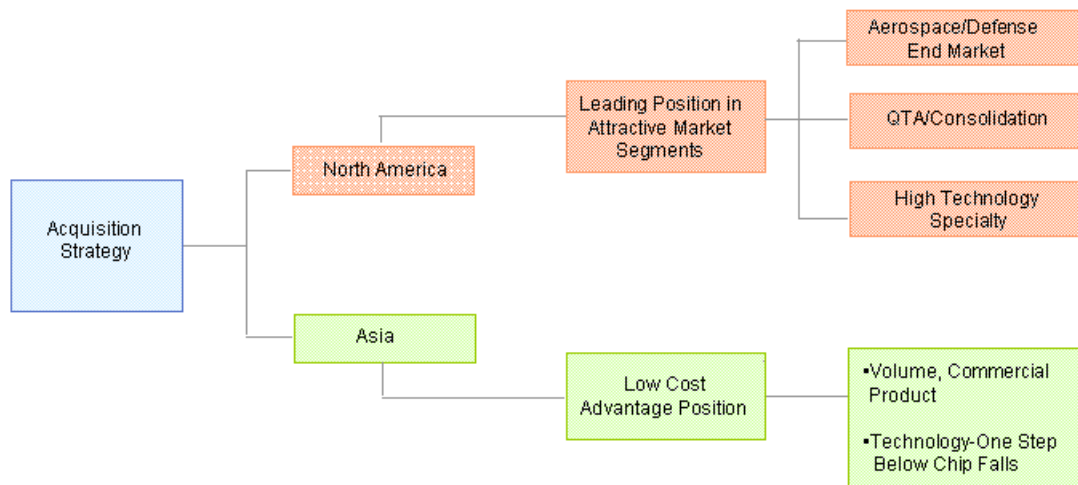 Acquisition
Strategy
North America
Leading Position in
Attractive Market
Segments
Aerospace/Defense
End Market
QTA/Consolidation
High Technology
Specialty
Asia
Low Cost
Advantage Position
▪Volume, Commercial
Product
▪Technology-One Step
Below Chip Falls